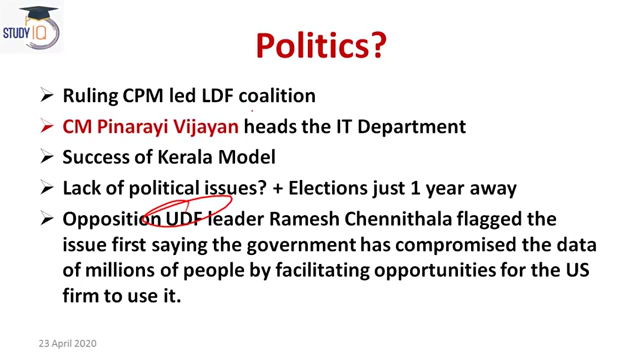 STUDY IQ
Politics?
➢ Ruling CPM led LDF coalition
➢ CM Pinarayi Vijayan heads the IT Department
➢ Success of Kerala Model
➢ Lack of political issues? + Elections just 1 year away
➢ Opposition UDF leader Ramesh Chennithala flagged the
issue first saying the government has compromised the data
of millions of people by facilitating opportunities for the US
firm to use it.
23 April 2020